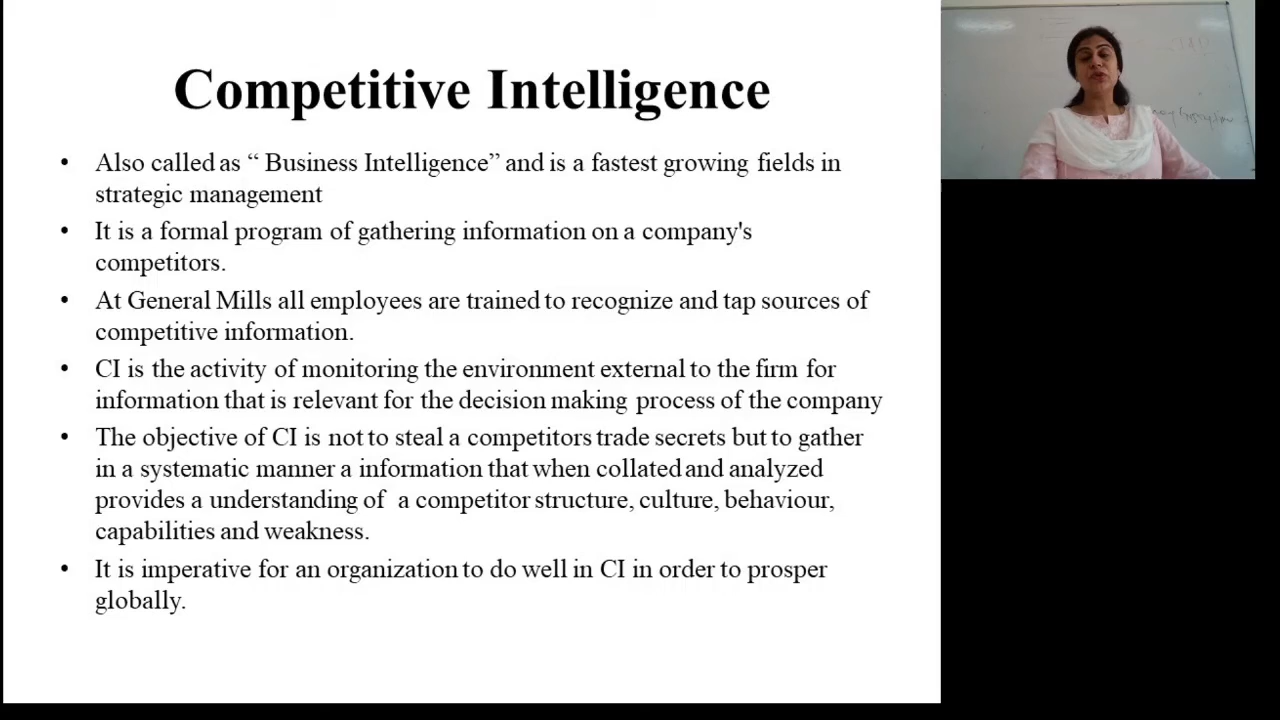 Competitive Intelligence
• Also called as “ Business Intelligence” and is a fastest growing fields in
strategic management
• It is a formal program of gathering information on a company's
competitors.
• At General Mills all employees are trained to recognize and tap sources of
competitive information.
• CI is the activity of monitoring the environment external to the firm for
information that is relevant for the decision making process of the company
• The objective of CI is not to steal a competitors trade secrets but to gather
in a systematic manner a information that when collated and analyzed
provides a understanding of a competitor structure, culture, behaviour,
capabilities and weakness.
• It is imperative for an organization to do well in CI in order to prosper
globally.